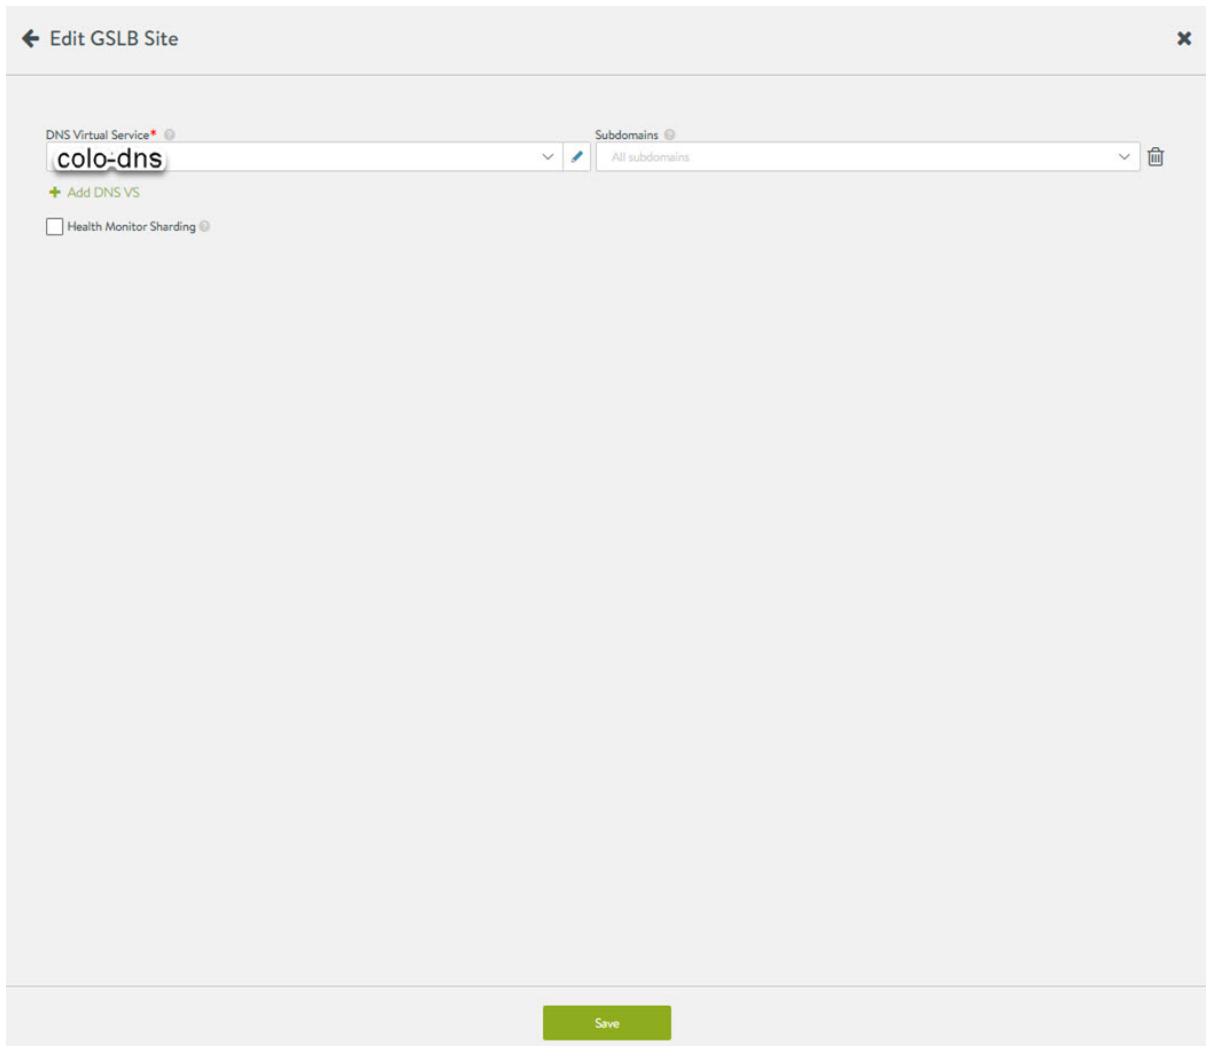 Edit GSLB Site
DNS Virtual Service* Subdomains
colo-dns All subdomains
Add DNS VS
Health Monitor Sharding
Save